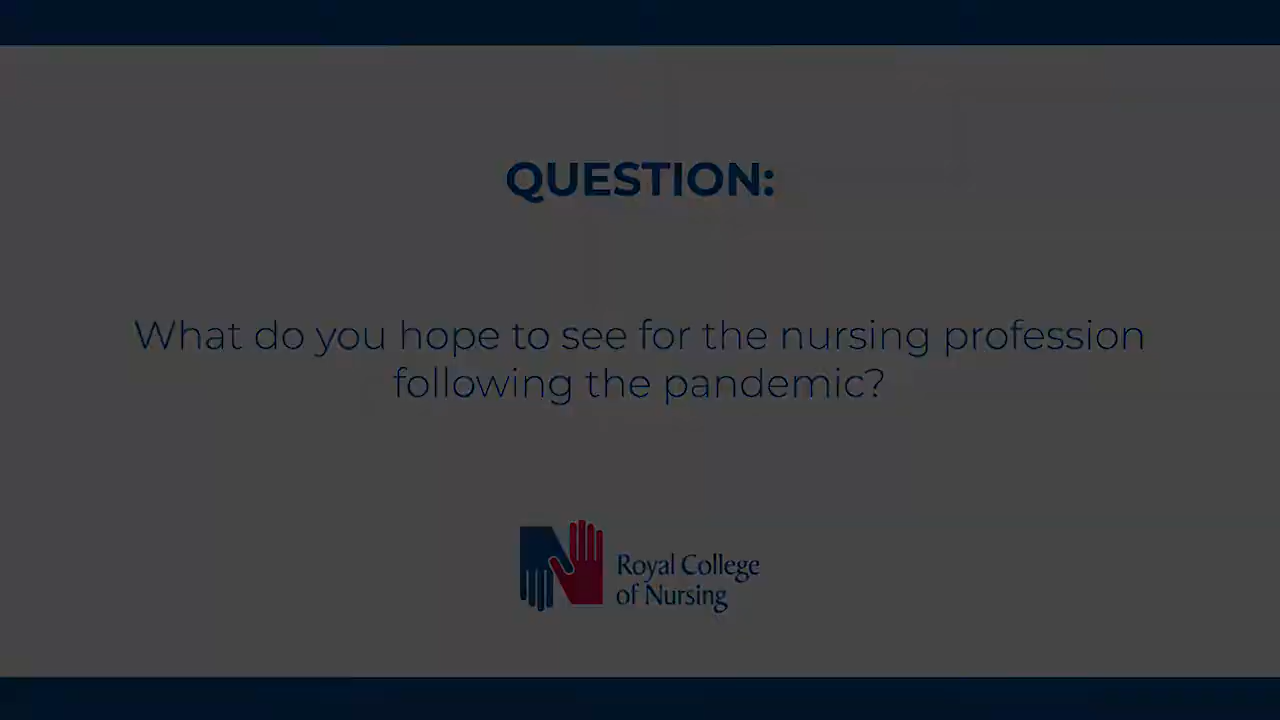 QUESTION:
What do you hope to see for the nursing profession
following the pandemic?
Royal College
of Nursing